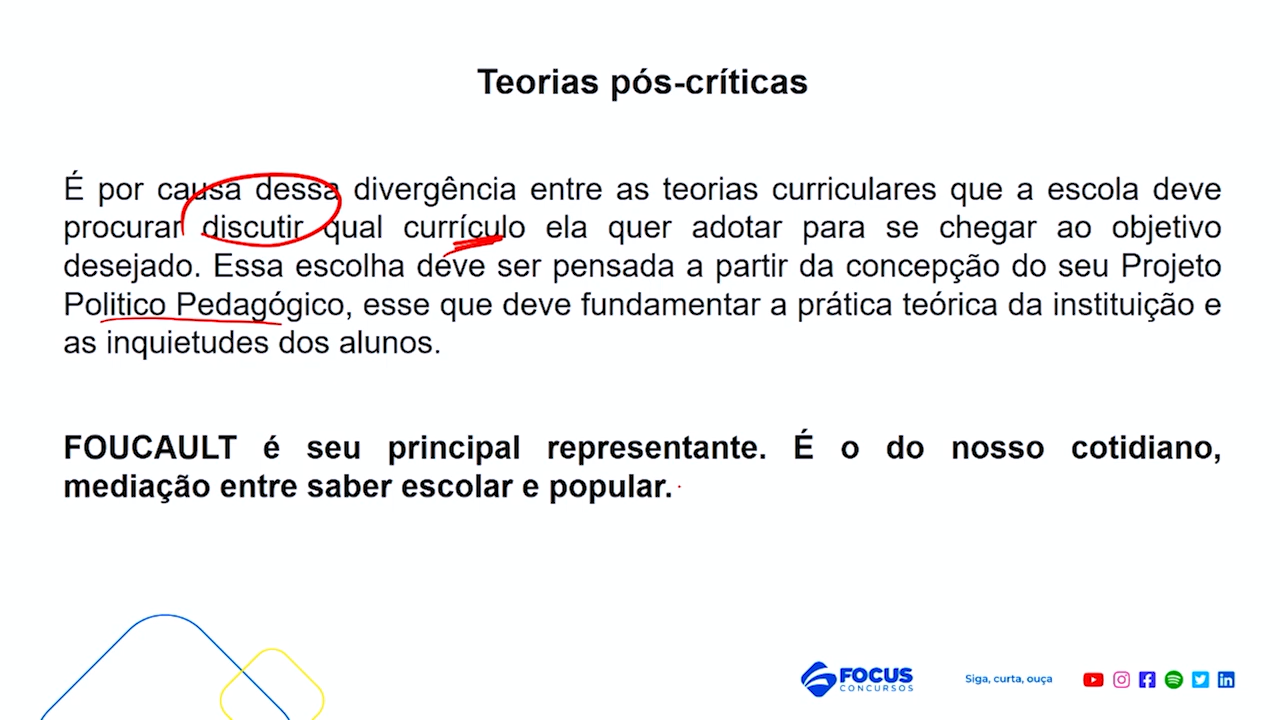 Teorias pós-críticas
É por causa dessa divergência entre as teorias curriculares que a escola deve
procurar discutir qual currículo ela quer adotar para se chegar ao objetivo
desejado. Essa escolha deve ser pensada a partir da concepção do seu Projeto
Politico Pedagógico, esse que deve fundamentar a prática teórica da instituição e
as inquietudes dos alunos.
FOUCAULT é seu principal representante. É o do nosso cotidiano,
mediação entre saber escolar e popular.
FOCUS
CONCURSOS
Siga, curta, ouça